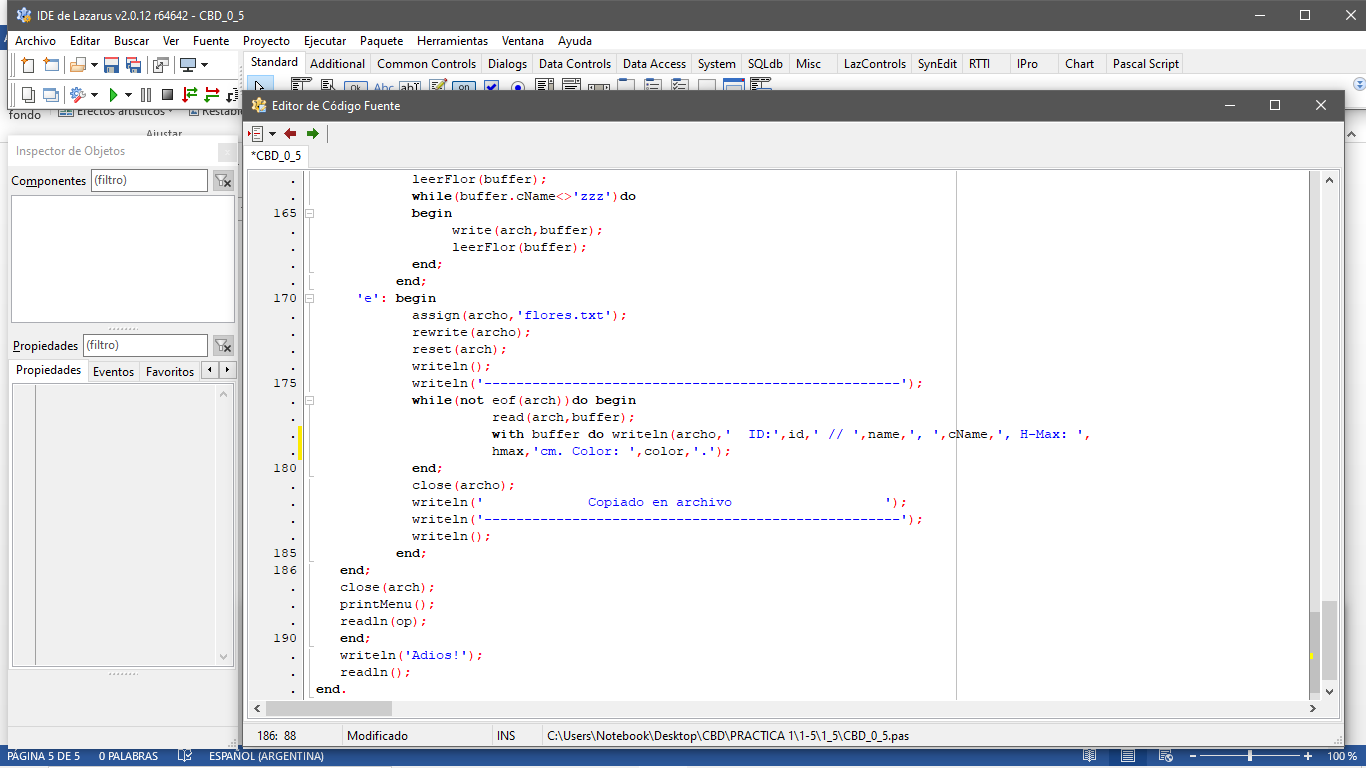 IDE de Lazarus v2.0.12 r64642 - CBD_0_5
Archivo Editar Buscar Ver Fuente Proyecto Ejecutar Paquete Herramientas Ventana Ayuda
Standard Additional Common Controls Dialogs Data Controls Data Access System SQLdb Misc LazControls SynEdit RTTI IPro Chart Pascal Script
fondo Efectos artísticos
Ajustar
Editor de Código Fuente
*CBD_0_5
Inspector de Objetos
Componentes (filtro)
Propiedades (filtro)
Propiedades Eventos Favoritos
. leerFlor(buffer);
. while(buffer.cName<>'zzz')do
165 begin
. write(arch,buffer);
. leerFlor(buffer);
. end;
. end;
170 'e': begin
. assign(archo,'flores.txt');
. rewrite(archo);
. reset(arch);
. writeln();
175 writeln('----------------------------------------------------');
. while(not eof(arch))do begin
. read(arch,buffer);
. with buffer do writeln(archo,'  ID:',id,' // ',name,', ',cName,', H-Max: ',
. hmax,'cm. Color: ',color,'.');
180 end;
. close(archo);
. writeln('             Copiado en archivo                   ');
. writeln('----------------------------------------------------');
. writeln();
185 end;
186 end;
. close(arch);
. printMenu();
. readln(op);
190 end;
. writeln('Adios!');
. readln();
. end.
186: 88 Modificado INS C:\Users\Notebook\Desktop\CBD\PRACTICA 1\1-5\1_5\CBD_0_5.pas
PÁGINA 5 DE 5 0 PALABRAS ESPAÑOL (ARGENTINA) 100 %